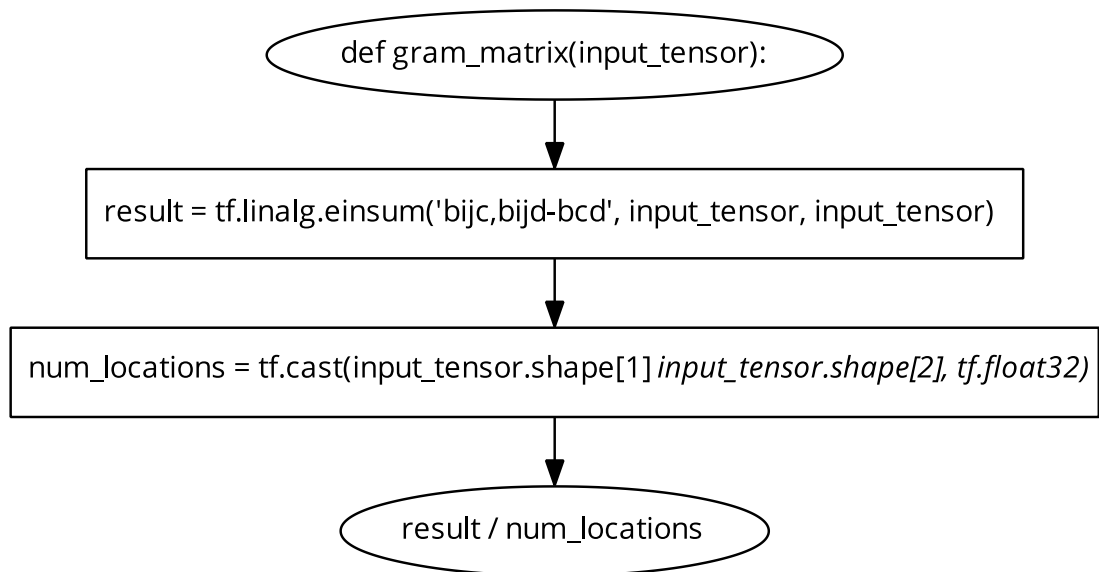 def gram_matrix(input_tensor):
result = tf.linalg.einsum('bijc,bijd-bcd', input_tensor, input_tensor)
num_locations = tf.cast(input_tensor.shape[1] input_tensor.shape[2], tf.float32)
result / num_locations